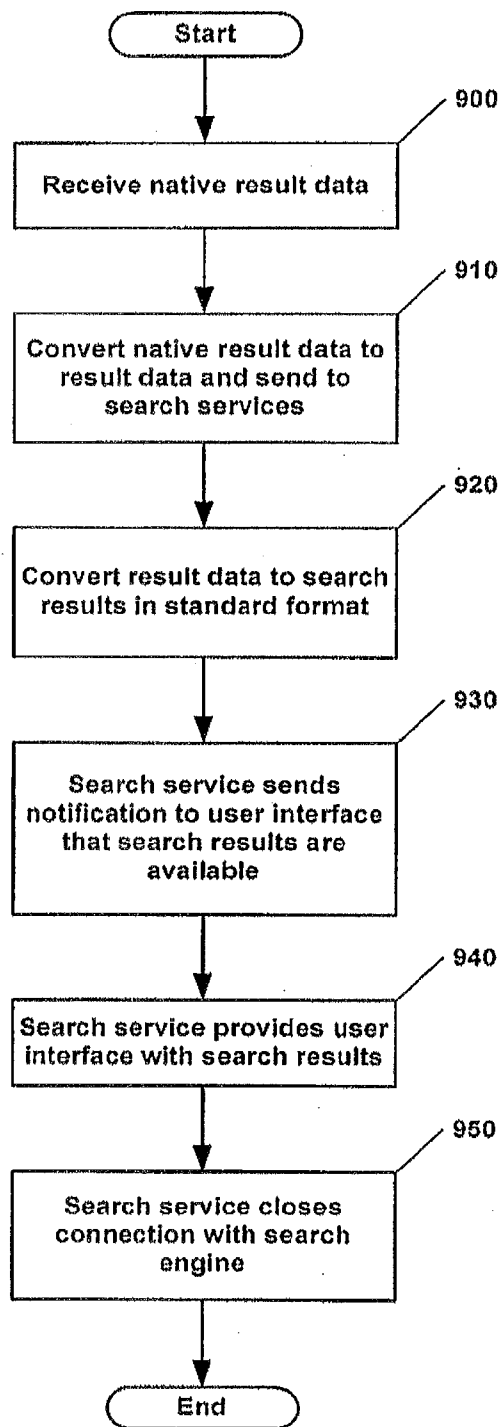 Start
900
Receive native result data
910
Convert native result data to
result data and send to
search services
920
Convert result data to search
results in standard format
930
Search service sends
notification to user interface
that search results are
available
940
Search service provides user
interface with search results
950
Search service closes
connection with search
engine
End